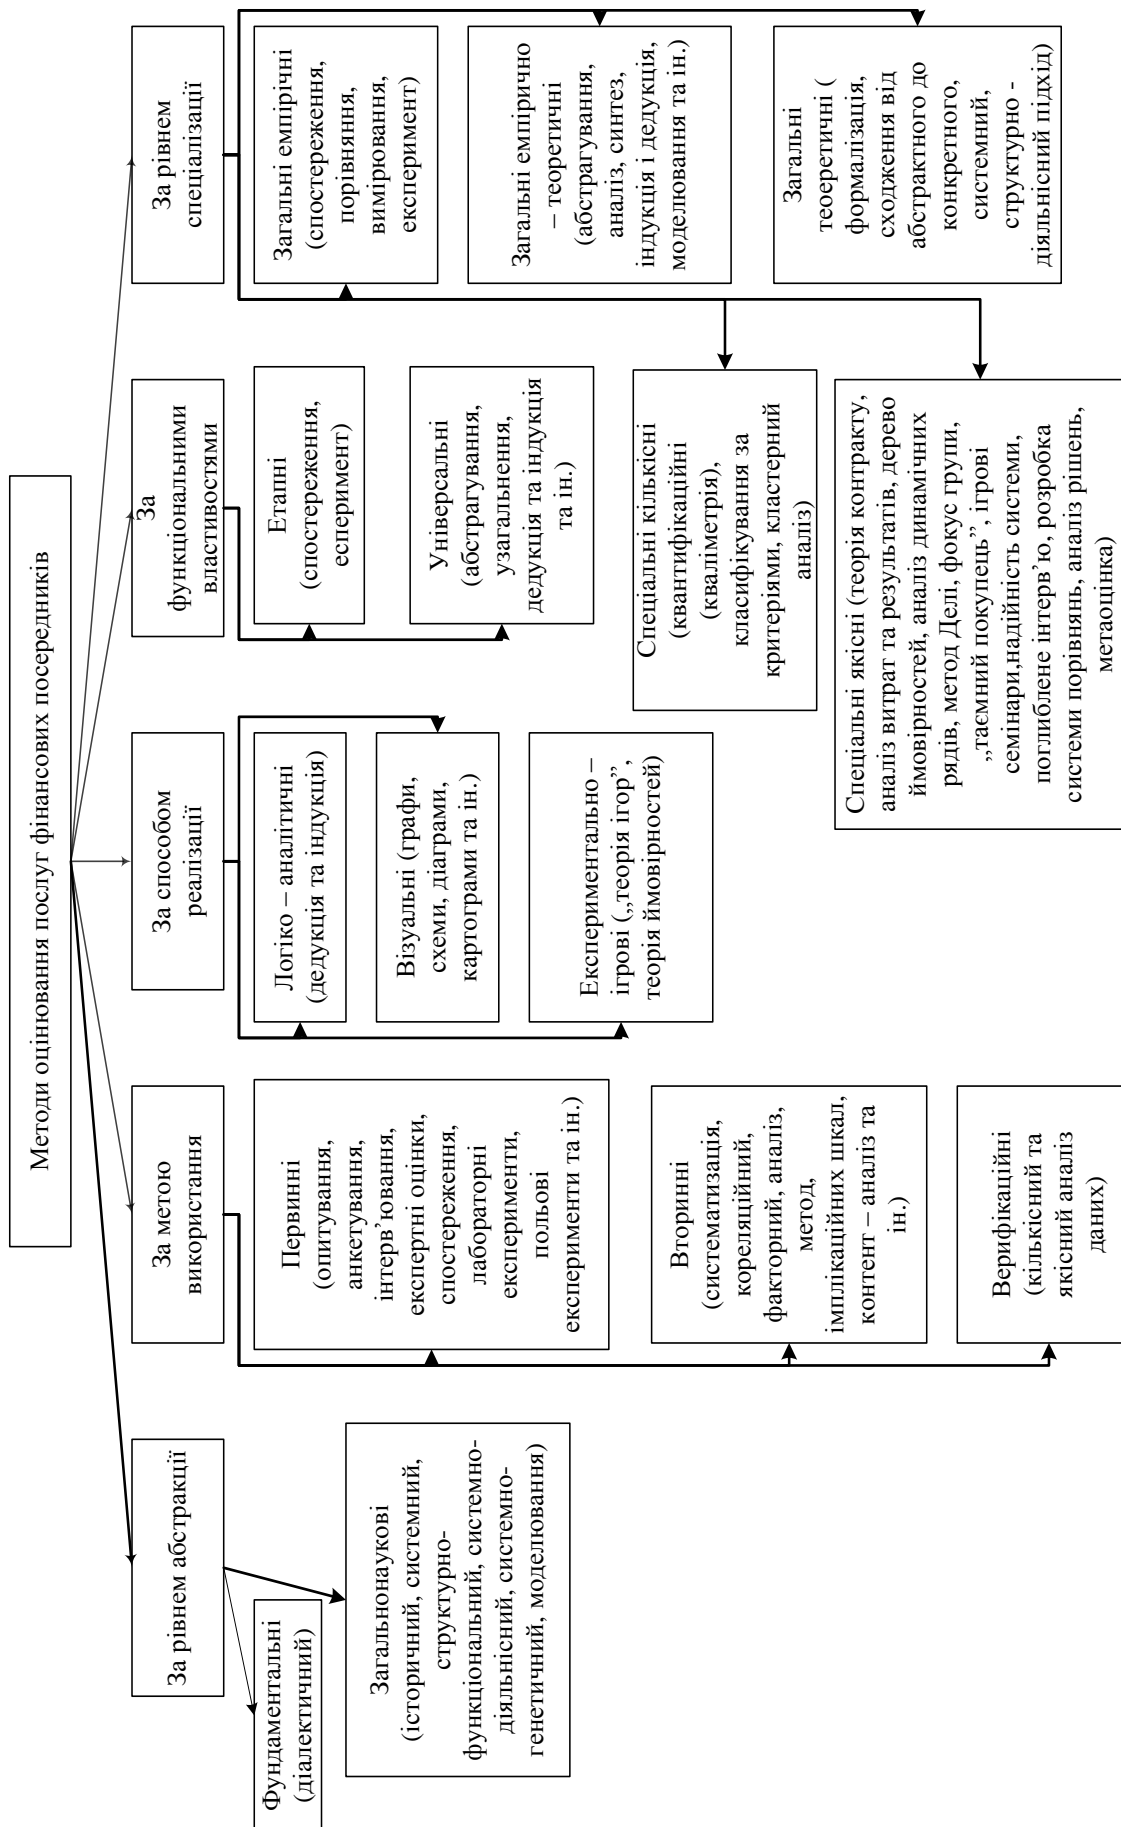 Методи оцінювання послуг фінансових посередників
За рівнем абстракції
Фундаментальні
(діалектичний)
Загальнонаукові
(історичний, системний,
структурно-
функціональний, системно-
діяльнісний, системно-
генетичний, моделювання)
За метою
використання
Первинні
(опитування,
анкетування,
інтерв’ювання,
експертні оцінки,
спостереження,
лабораторні
експерименти,
польові
експерименти та ін.)
Вторинні
(систематизація,
кореляційний,
факторний, аналіз,
метод,
імплікаційних шкал,
контент – аналіз та
ін.)
Верифікаційні
(кількісний та
якісний аналіз
даних)
За способом
реалізації
Логіко – аналітичні
(дедукція та індукція)
Візуальні (графи,
схеми, діаграми,
картограми та ін.)
Експериментально –
ігрові („теорія ігор”,
теорія ймовірностей)
За
функціональними
властивостями
Етапні
(спостереження,
есперимент)
Універсальні
(абстрагування,
узагальнення,
дедукція та індукція
та ін.)
За рівнем
спеціалізації
Загальні емпірічні
(спостереження,
порівняння,
вимірювання,
експеримент)
Загальні емпирично
– теоретичні
(абстрагування,
аналіз, синтез,
індукція і дедукція,
моделювання та ін.)
Загальні
теоеретичні (
формалізація,
сходження від
абстрактного до
конкретного,
системний,
структурно -
діяльнісний підхід)
Спеціальні кількісні
(квантифікаційні
(кваліметрія),
класифікування за
критеріями, кластерний
аналіз)
Спеціальні якісні (теорія контракту,
аналіз витрат та результатів, дерево
ймовірностей, аналіз динамічних
рядів, метод Делі, фокус групи,
„таємний покупець”, ігрові
семінари,надійність системи,
поглиблене інтерв’ю, розробка
системи порівнянь, аналіз рішень,
метаоцінка)